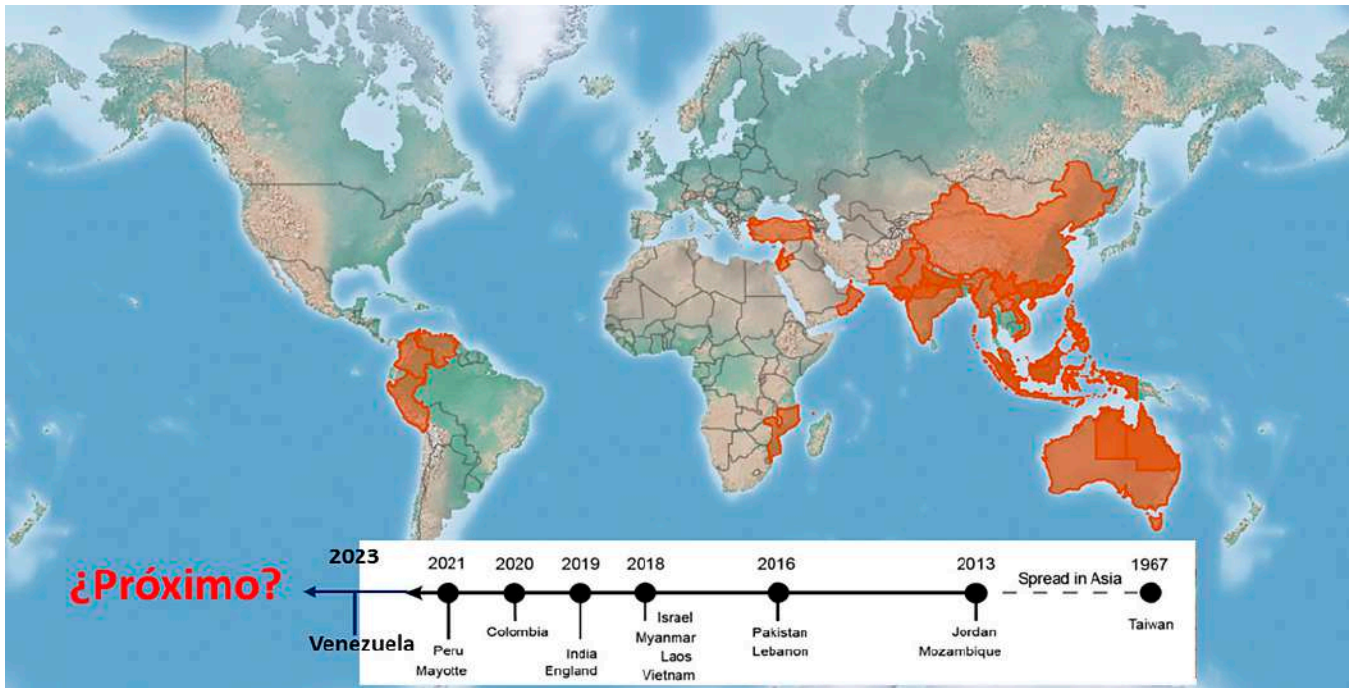 ¿Próximo?
2023
Venezuela
2021
Peru
Mayotte
2020
Colombia
2019
India
England
2018
Israel
Myanmar
Laos
Vietnam
2016
Pakistan
Lebanon
2013
Jordan
Mozambique
Spread in Asia
1967
Taiwan